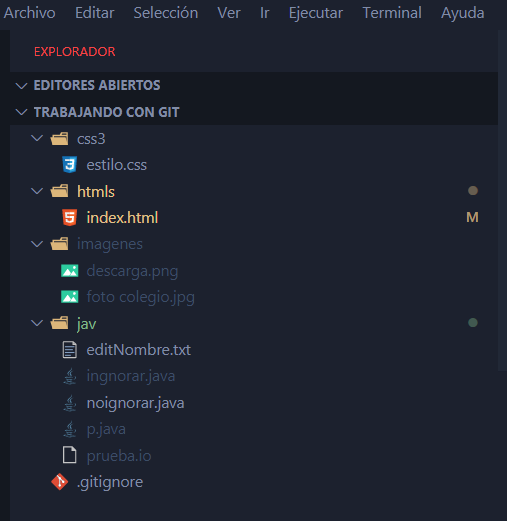 Archivo Editar Selección Ver Ir Ejecutar Terminal Ayuda
EXPLORADOR
EDITORES ABIERTOS
TRABAJANDO CON GIT
css3
estilo.css
htmls
index.html M
imagenes
descarga.png
foto colegio.jpg
jav
editNombre.txt
ingnorar.java
noignorar.java
p.java
prueba.io
.gitignore